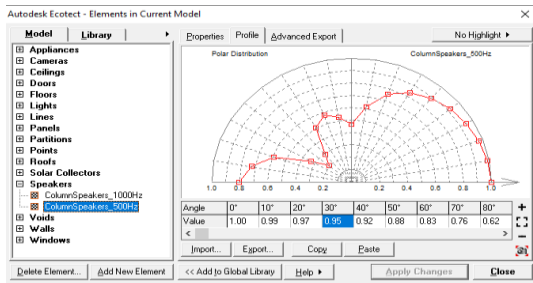 Autodesk Ecotect - Elements in Current Model
Model Library
Appliances
Cameras
Ceilings
Doors
Floors
Lights
Lines
Panels
Partitions
Points
Roofs
Solar Collectors
Speakers
ColumnSpeakers_1000Hz
ColumnSpeakers_500Hz
Voids
Walls
Windows
Delete Element... Add New Element
Properties Profile Advanced Export No Highlight
Polar Distribution ColumnSpeakers_500Hz
1.0 0.8 0.6 0.4 0.2 0.2 0.4 0.6 0.8 1.0
Angle 0° 10° 20° 30° 40° 50° 60° 70° 80°
Value 1.00 0.99 0.97 0.95 0.92 0.88 0.83 0.76 0.62
Import... Export... Copy Paste
<< Add to Global Library Help Apply Changes Close